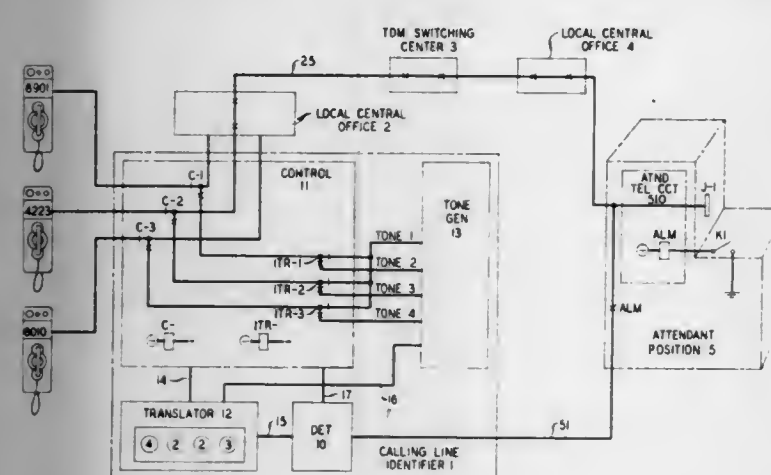 TDM SWITCHING
CENTER 3
LOCAL CENTRAL
OFFICE 4
25
8901
LOCAL CENTRAL
OFFICE 2
C-1
CONTROL
11
TONE
GEN
13
ATND
TEL CCT
510
J-1
4223
C-2
C-3
TONE 1
ALM
K1
ITR-1
TONE 2
ITR-2
TONE 3
ITR-3
TONE 4
ALM
8010
C-
ITR-
ATTENDANT
POSITION 5
14
17
16
TRANSLATOR 12
15
DET
10
51
4 2 2 3
CALLING LINE
IDENTIFIER 1